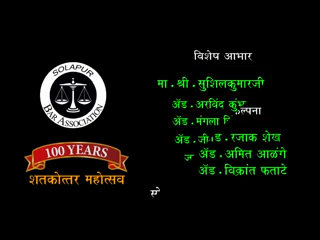 SOLAPUR
BAR ASSOCIATION
100 YEARS
शतकोत्तर महोत्सव
विशेष आभार
मा . श्री . सुशिलकुमारजी
अॅड . अरविंद
अॅड . मंगला
अॅड . जी
रजाक शेख
अॅड . अमित आळंगे
अॅड . विक्रांत फताटे